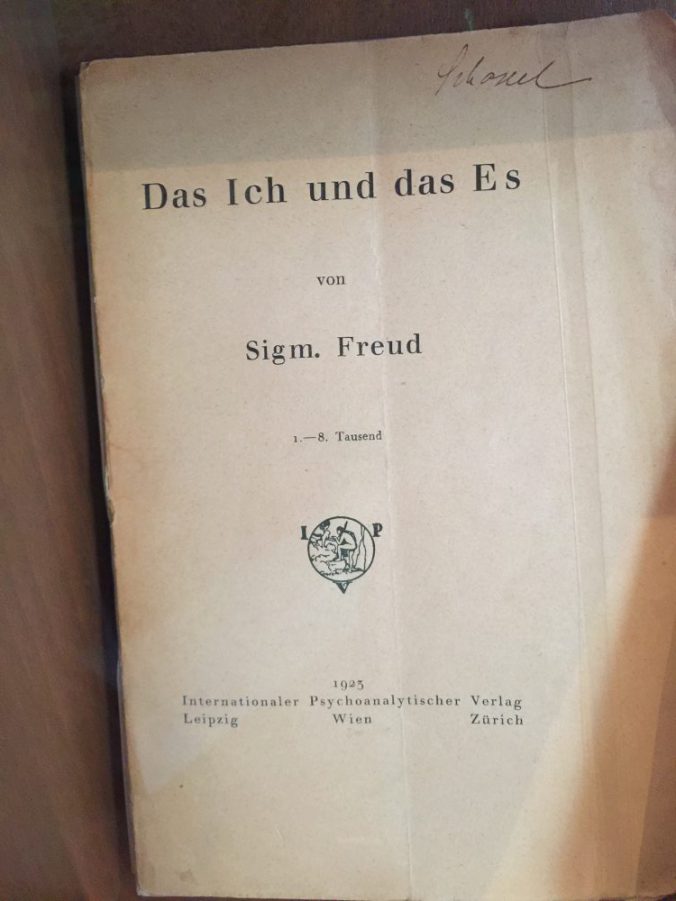 Das Ich und das Es
von
Sigm. Freud
1.—8. Tausend
I P
V
1923
Internationaler Psychoanalytischer Verlag
Leipzig Wien Zürich